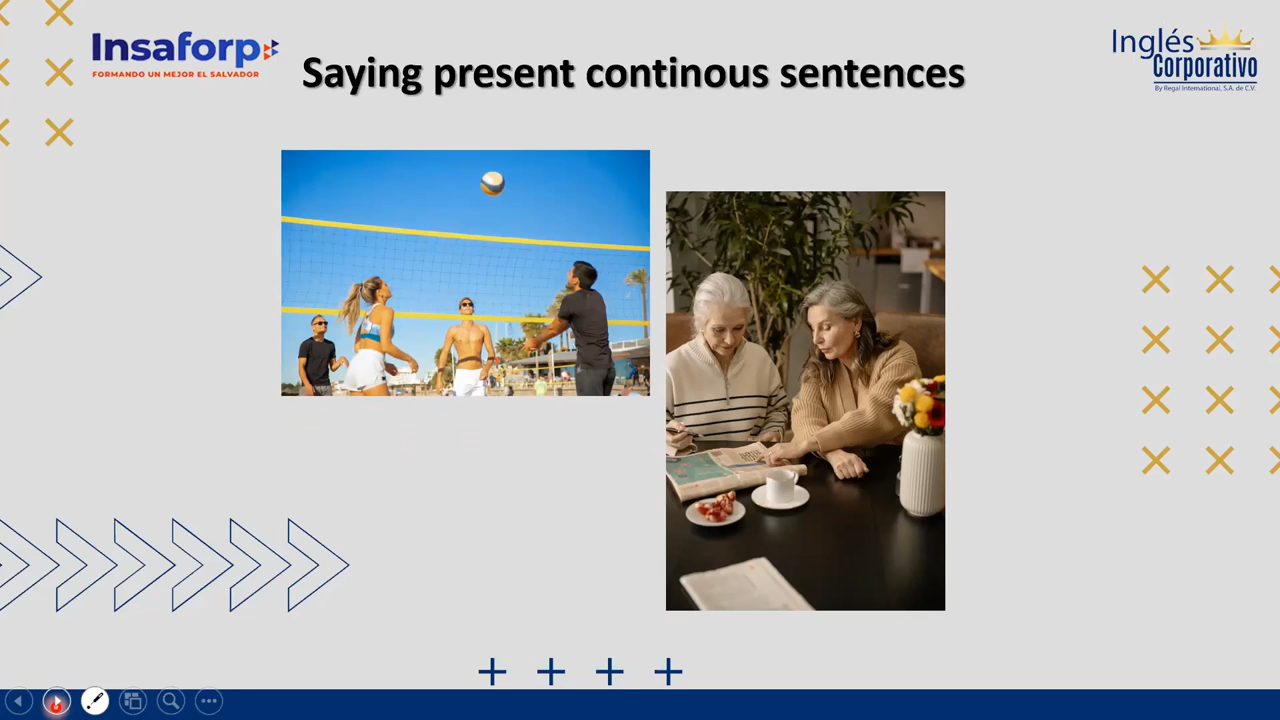 Insaforp
FORMANDO UN MEJOR EL SALVADOR
Saying present continous sentences
Inglés
Corporativo
By Regal International, S.A. de C.V.